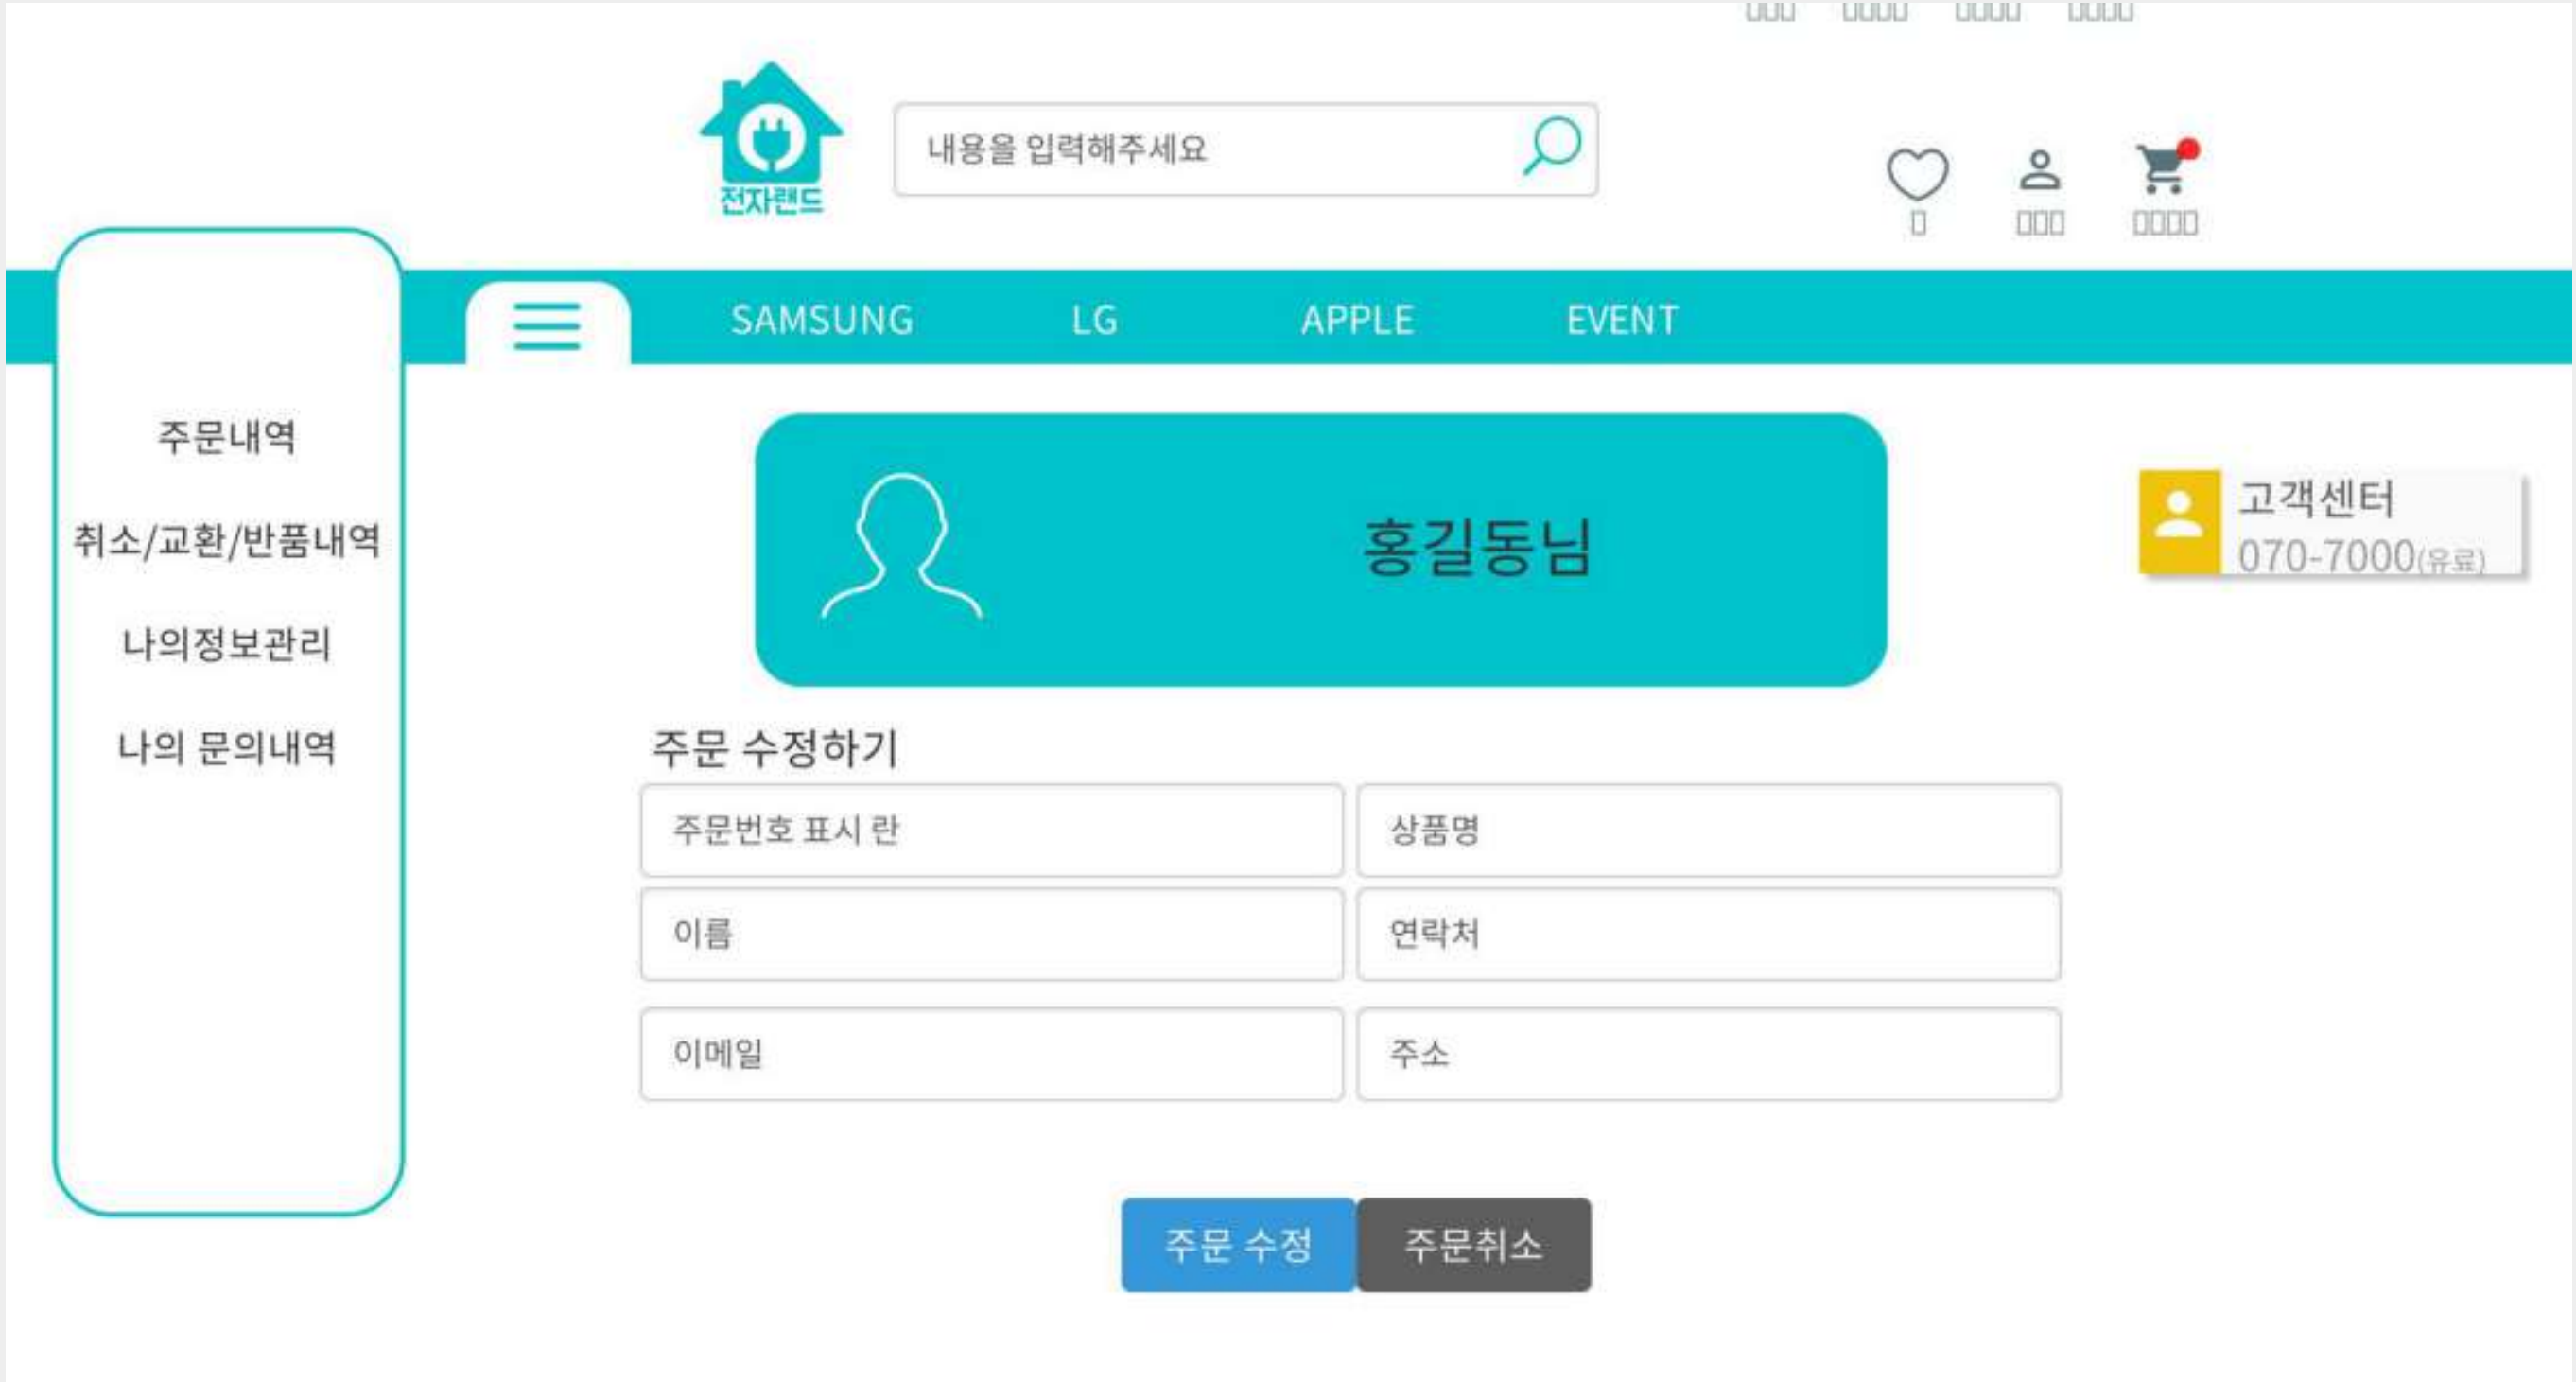 내용을 입력해주세요
전자랜드
SAMSUNG LG APPLE EVENT
주문내역
취소/교환/반품내역
나의정보관리
나의 문의내역
홍길동님
고객센터
070-7000(유료)
주문 수정하기
주문번호 표시 란
상품명
이름
연락처
이메일
주소
주문 수정
주문취소